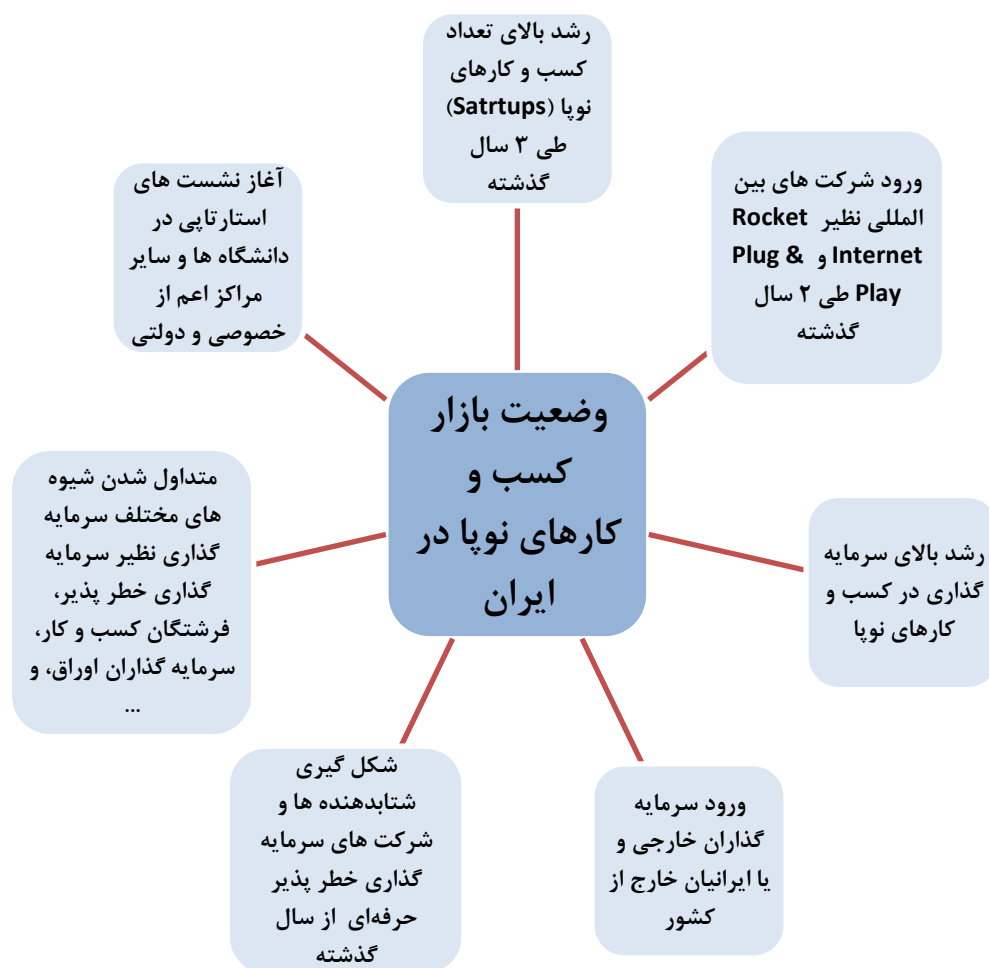 رشد بالای تعداد
کسب و کارهای
نوپا (Satrtups)
طی ۳ سال
گذشته
ورود شرکت های بین
المللی نظیر Rocket
Internet و Plug &
Play طی ۲ سال
گذشته
رشد بالای سرمایه
گذاری در کسب و
کارهای نوپا
ورود سرمایه
گذاران خارجی و
یا ایرانیان خارج از
کشور
شکل گیری
شتابدهنده ها و
شرکت های سرمایه
گذاری خطر پذیر
حرفه‌ای از سال
گذشته
متداول شدن شیوه
های مختلف سرمایه
گذاری نظیر سرمایه
گذاری خطر پذیر،
فرشتگان کسب و کار،
سرمایه گذاران اوراق، و
...
آغاز نشست های
استارتاپی در
دانشگاه ها و سایر
مراکز اعم از
خصوصی و دولتی
وضعیت بازار
کسب و
کارهای نوپا در
ایران